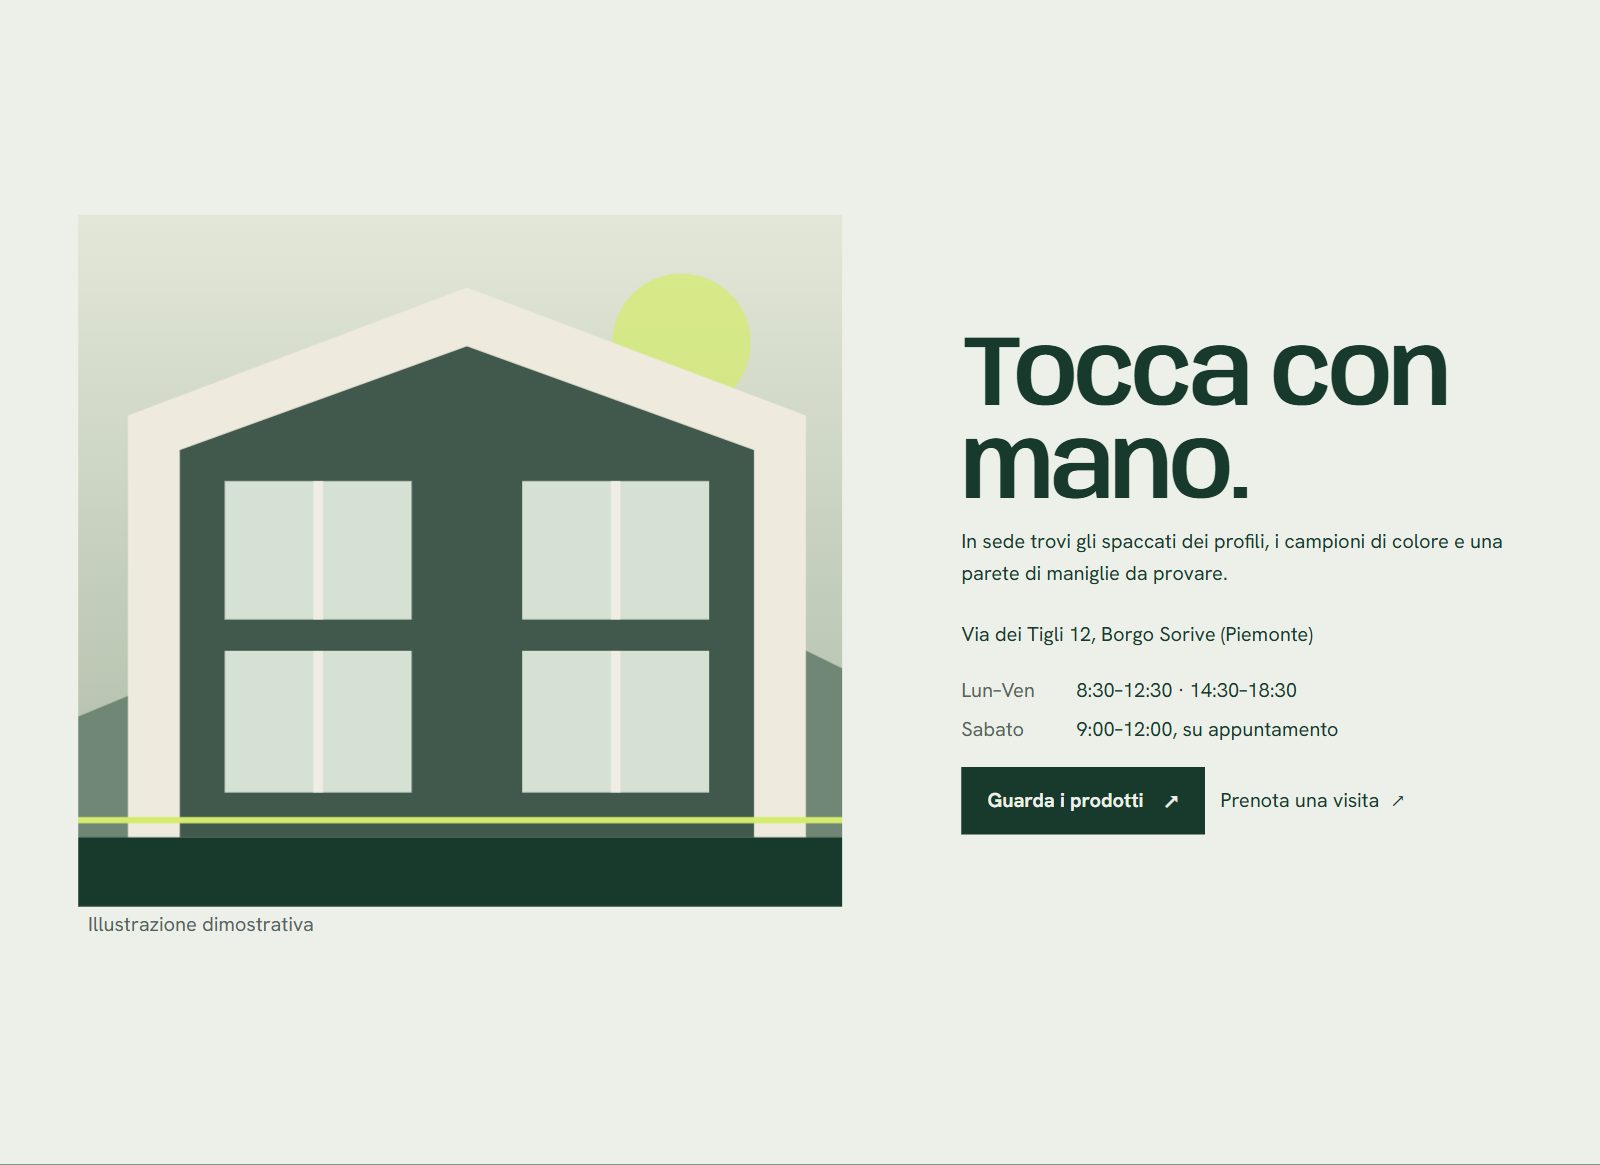 Tocca con
mano.
In sede trovi gli spaccati dei profili, i campioni di colore e una
parete di maniglie da provare.
Via dei Tigli 12, Borgo Sorive (Piemonte)
Lun–Ven 8:30–12:30 · 14:30–18:30
Sabato 9:00–12:00, su appuntamento
Guarda i prodotti ↗ Prenota una visita ↗
Illustrazione dimostrativa